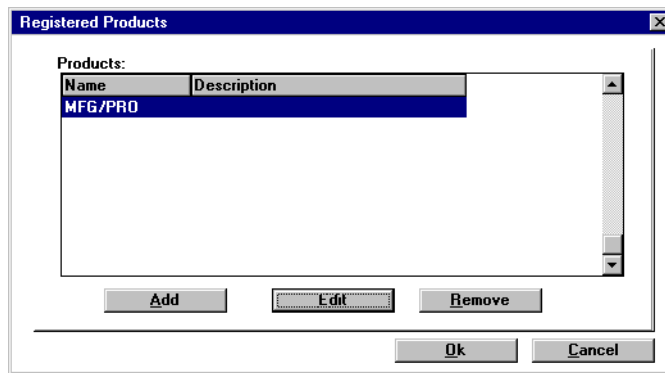 Registered Products
Products:
Name Description
MFG/PRO
Add Edit Remove
Ok Cancel